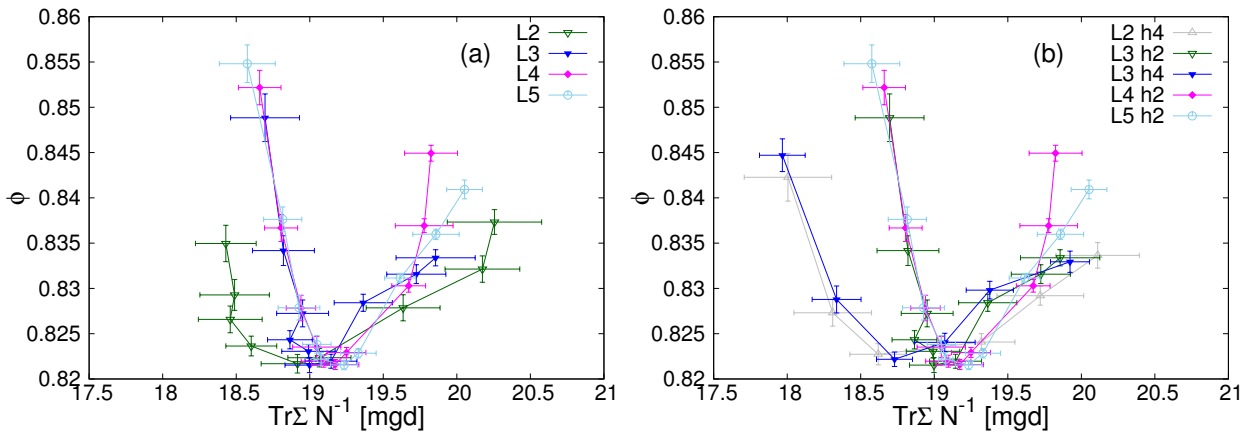 0.86
0.855
0.85
0.845
0.84
0.835
0.83
0.825
0.82
ϕ
17.5 18 18.5 19 19.5 20 20.5 21
TrΣ N⁻¹ [mgd]
(a)
L2
L3
L4
L5
0.86
0.855
0.85
0.845
0.84
0.835
0.83
0.825
0.82
ϕ
17.5 18 18.5 19 19.5 20 20.5 21
TrΣ N⁻¹ [mgd]
(b)
L2 h4
L3 h2
L3 h4
L4 h2
L5 h2